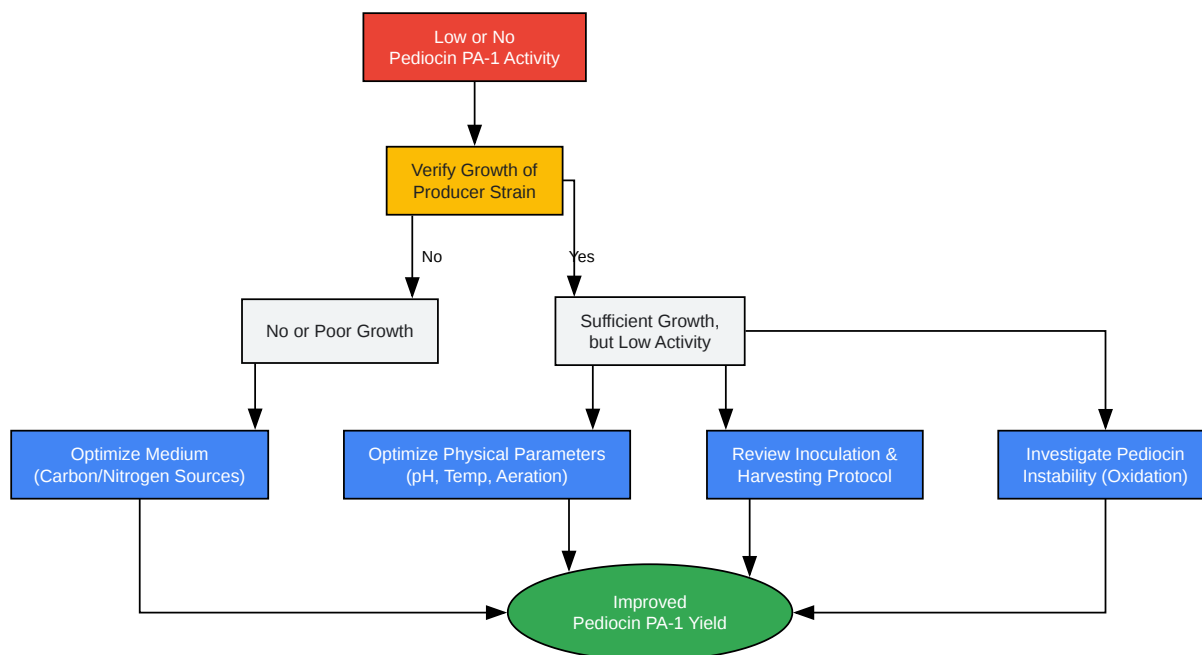 Low or No
Pediocin PA-1 Activity
Verify Growth of
Producer Strain
No
Yes
No or Poor Growth
Sufficient Growth,
but Low Activity
Optimize Medium
(Carbon/Nitrogen Sources)
Optimize Physical Parameters
(pH, Temp, Aeration)
Review Inoculation &
Harvesting Protocol
Investigate Pediocin
Instability (Oxidation)
Improved
Pediocin PA-1 Yield